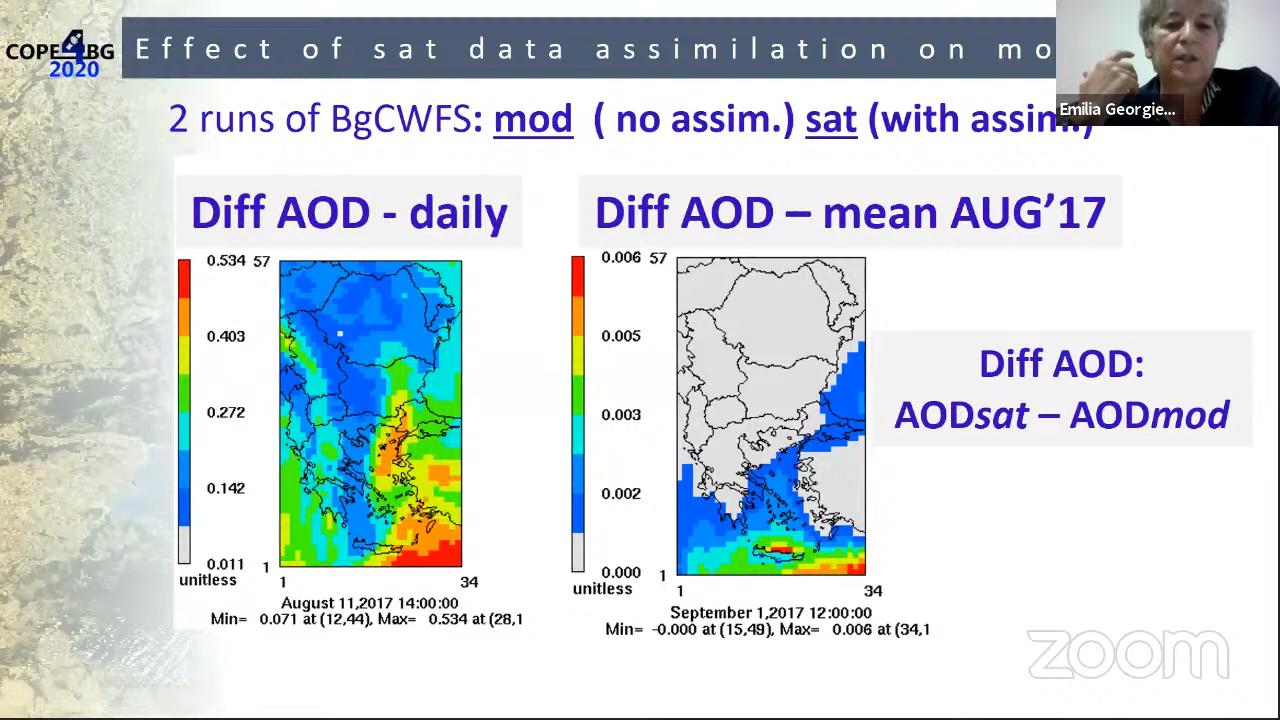 COPE4BG
2020
Effect of sat data assimilation on mo
Emilia Georgie...
2 runs of BgCWFS: mod ( no assim.) sat (with assim.)
Diff AOD - daily
Diff AOD – mean AUG’17
0.534
0.403
0.272
0.142
0.011
unitless
57
1
1
34
August 11,2017 14:00:00
Min= 0.071 at (12,44), Max= 0.534 at (28,1
0.006
0.005
0.003
0.002
0.000
unitless
57
1
1
34
September 1,2017 12:00:00
Min= -0.000 at (15,49), Max= 0.006 at (34,1
Diff AOD:
AODsat – AODmod
zoom